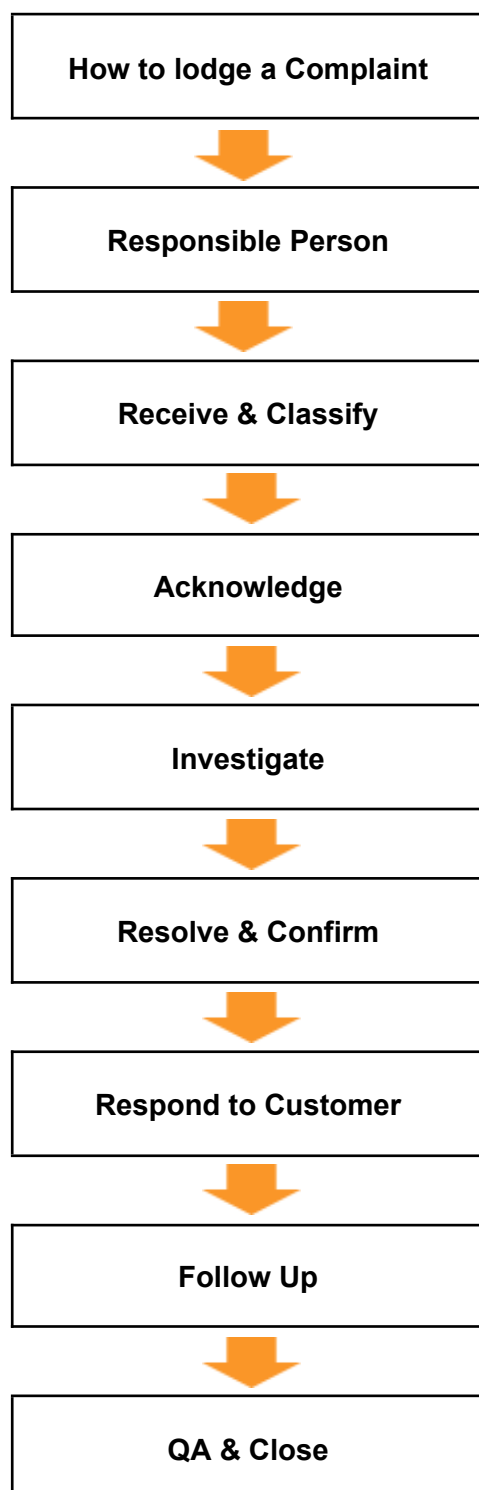 How to lodge a Complaint
Responsible Person
Receive & Classify
Acknowledge
Investigate
Resolve & Confirm
Respond to Customer
Follow Up
QA & Close